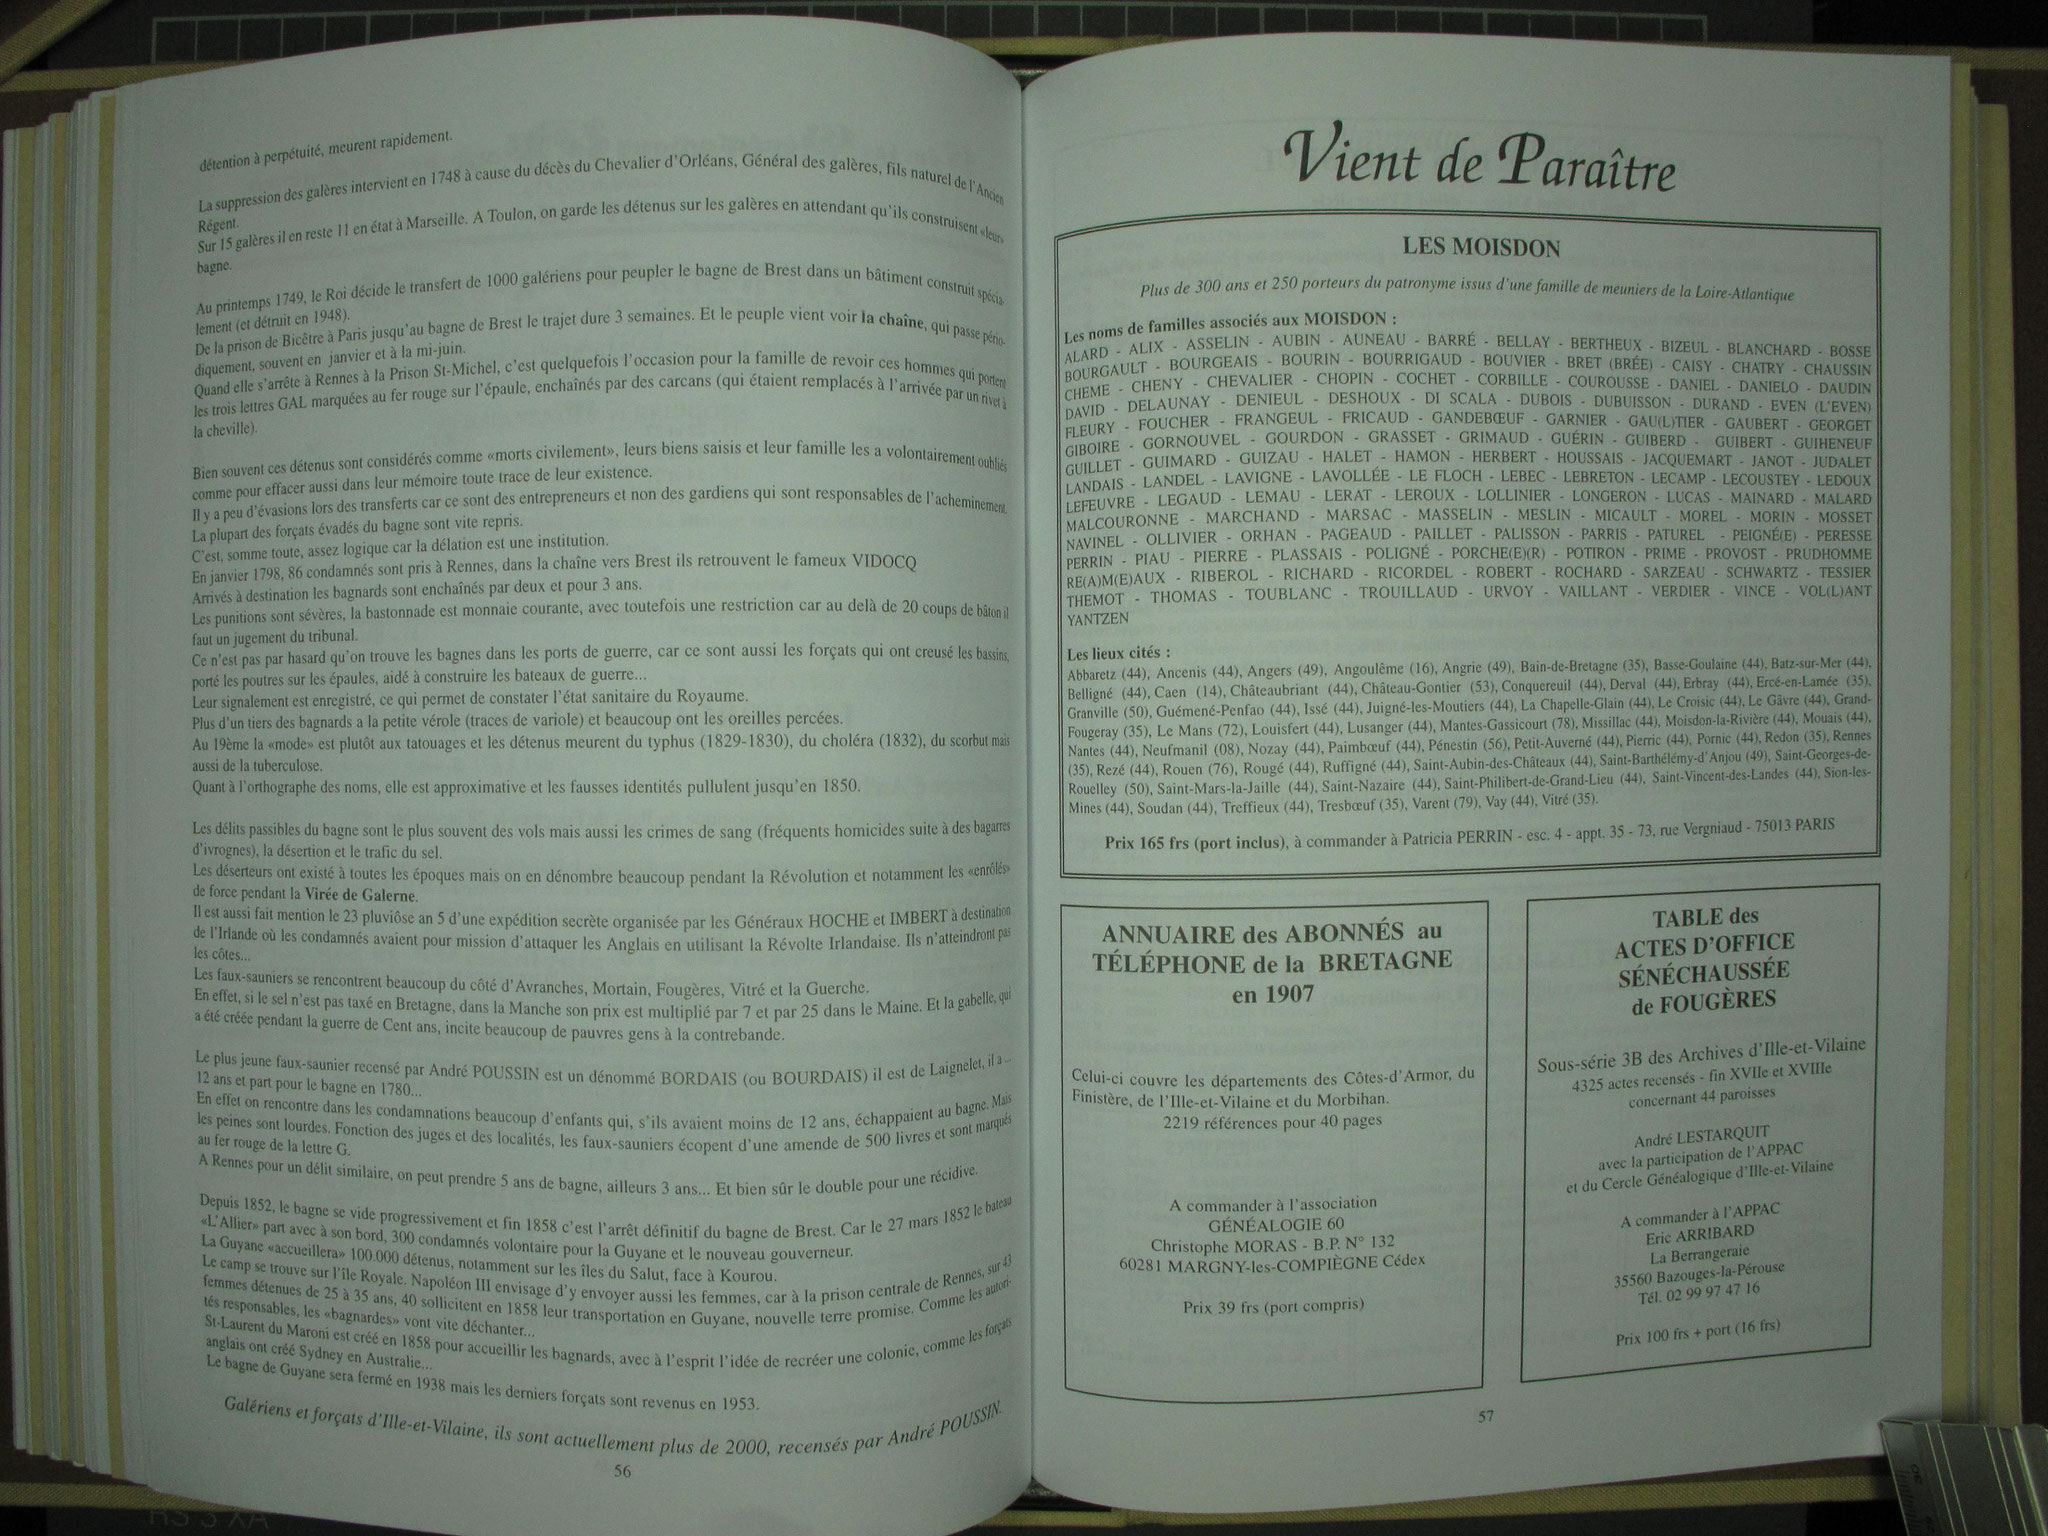 détention à perpétuité, meurent rapidement.
La suppression des galères intervient en 1748 à cause du décès du Chevalier d'Orléans, Général des galères, fils naturel de l'Ancien
Régent.
Sur 15 galères il en reste 11 en état à Marseille. A Toulon, on garde les détenus sur les galères en attendant qu'ils construisent «leur»
bagne.
Au printemps 1749, le Roi décide le transfert de 1000 galériens pour peupler le bagne de Brest dans un bâtiment construit spécia-
lement (et détruit en 1948).
De la prison de Bicêtre à Paris jusqu'au bagne de Brest le trajet dure 3 semaines. Et le peuple vient voir la chaîne, qui passe pério-
diquement, souvent en janvier et à la mi-juin.
Quand elle s'arrête à Rennes à la Prison St-Michel, c'est quelquefois l'occasion pour la famille de revoir ces hommes qui portent
les trois lettres GAL marquées au fer rouge sur l'épaule, enchaînés par des carcans (qui étaient remplacés à l'arrivée par un rivet à
la cheville).
Bien souvent ces détenus sont considérés comme «morts civilement», leurs biens saisis et leur famille les a volontairement oubliés
comme pour effacer aussi dans leur mémoire toute trace de leur existence.
Il y a peu d'évasions lors des transferts car ce sont des entrepreneurs et non des gardiens qui sont responsables de l'acheminement.
La plupart des forçats évadés du bagne sont vite repris.
C'est, somme toute, assez logique car la délation est une institution.
En janvier 1798, 86 condamnés sont pris à Rennes, dans la chaîne vers Brest ils retrouvent le fameux VIDOCQ
Arrivés à destination les bagnards sont enchaînés par deux et pour 3 ans.
Les punitions sont sévères, la bastonnade est monnaie courante, avec toutefois une restriction car au delà de 20 coups de bâton il
faut un jugement du tribunal.
Ce n'est pas par hasard qu'on trouve les bagnes dans les ports de guerre, car ce sont aussi les forçats qui ont creusé les bassins,
porté les poutres sur les épaules, aidé à construire les bateaux de guerre...
Leur signalement est enregistré, ce qui permet de constater l'état sanitaire du Royaume.
Plus d'un tiers des bagnards a la petite vérole (traces de variole) et beaucoup ont les oreilles percées.
Au 19ème la «mode» est plutôt aux tatouages et les détenus meurent du typhus (1829-1830), du choléra (1832), du scorbut mais
aussi de la tuberculose.
Quant à l'orthographe des noms, elle est approximative et les fausses identités pullulent jusqu'en 1850.
Les délits passibles du bagne sont le plus souvent des vols mais aussi les crimes de sang (fréquents homicides suite à des bagarres
d'ivrognes), la désertion et le trafic du sel.
Les déserteurs ont existé à toutes les époques mais on en dénombre beaucoup pendant la Révolution et notamment les «enrôlés»
de force pendant la Virée de Galerne.
Il est aussi fait mention le 23 pluviôse an 5 d'une expédition secrète organisée par les Généraux HOCHE et IMBERT à destination
de l'Irlande où les condamnés avaient pour mission d'attaquer les Anglais en utilisant la Révolte Irlandaise. Ils n'atteindront pas
les côtes...
Les faux-sauniers se rencontrent beaucoup du côté d'Avranches, Mortain, Fougères, Vitré et la Guerche.
En effet, si le sel n'est pas taxé en Bretagne, dans la Manche son prix est multiplié par 7 et par 25 dans le Maine. Et la gabelle, qui
a été créée pendant la guerre de Cent ans, incite beaucoup de pauvres gens à la contrebande.
Le plus jeune faux-saunier recensé par André POUSSIN est un dénommé BORDAIS (ou BOURDAIS) il est de Laignelet, il a ...
12 ans et part pour le bagne en 1780...
En effet on rencontre dans les condamnations beaucoup d'enfants qui, s'ils avaient moins de 12 ans, échappaient au bagne. Mais
les peines sont lourdes. Fonction des juges et des localités, les faux-sauniers écopent d'une amende de 500 livres et sont marqués
au fer rouge de la lettre G.
A Rennes pour un délit similaire, on peut prendre 5 ans de bagne, ailleurs 3 ans... Et bien sûr le double pour une récidive.
Depuis 1852, le bagne se vide progressivement et fin 1858 c'est l'arrêt définitif du bagne de Brest. Car le 27 mars 1852 le bateau
«L'Allier» part avec à son bord, 300 condamnés volontaire pour la Guyane et le nouveau gouverneur.
La Guyane «accueillera» 100.000 détenus, notamment sur les îles du Salut, face à Kourou.
Le camp se trouve sur l'île Royale. Napoléon III envisage d'y envoyer aussi les femmes, car à la prison centrale de Rennes, sur 43
femmes détenues de 25 à 35 ans, 40 sollicitent en 1858 leur transportation en Guyane, nouvelle terre promise. Comme les autori-
tés responsables, les «bagnardes» vont vite déchanter...
St-Laurent du Maroni est créé en 1858 pour accueillir les bagnards, avec à l'esprit l'idée de recréer une colonie, comme les forçats
anglais ont créé Sydney en Australie...
Le bagne de Guyane sera fermé en 1938 mais les derniers forçats sont revenus en 1953.
Galériens et forçats d'Ille-et-Vilaine, ils sont actuellement plus de 2000, recensés par André POUSSIN.
56
Vient de Paraître
LES MOISDON
Plus de 300 ans et 250 porteurs du patronyme issus d'une famille de meuniers de la Loire-Atlantique
Les noms de familles associés aux MOISDON :
ALARD - ALIX - ASSELIN - AUBIN - AUNEAU - BARRÉ - BELLAY - BERTHEUX - BIZEUL - BLANCHARD - BOSSE
BOURGAULT - BOURGEAIS - BOURIN - BOURRIGAUD - BOUVIER - BRET (BRÉE) - CAISY - CHATRY - CHAUSSIN
CHEME - CHENY - CHEVALIER - CHOPIN - COCHET - CORBILLE - COUROUSSE - DANIEL - DANIELO - DAUDIN
DAVID - DELAUNAY - DENIEUL - DESHOUX - DI SCALA - DUBOIS - DUBUISSON - DURAND - EVEN (L'EVEN)
FLEURY - FOUCHER - FRANGEUL - FRICAUD - GANDEBŒUF - GARNIER - GAU(L)TIER - GAUBERT - GEORGET
GIBOIRE - GORNOUVEL - GOURDON - GRASSET - GRIMAUD - GUÉRIN - GUIBERD - GUIBERT - GUIHENEUF
GUILLET - GUIMARD - GUIZAU - HALET - HAMON - HERBERT - HOUSSAIS - JACQUEMART - JANOT - JUDALET
LANDAIS - LANDEL - LAVIGNE - LAVOLLÉE - LE FLOCH - LEBEC - LEBRETON - LECAMP - LECOUSTEY - LEDOUX
LEFEUVRE - LEGAUD - LEMAU - LERAT - LEROUX - LOLLINIER - LONGERON - LUCAS - MAINARD - MALARD
MALCOURONNE - MARCHAND - MARSAC - MASSELIN - MESLIN - MICAULT - MOREL - MORIN - MOSSET
NAVINEL - OLLIVIER - ORHAN - PAGEAUD - PAILLET - PALISSON - PARRIS - PATUREL - PEIGNÉ(E) - PERESSE
PERRIN - PIAU - PIERRE - PLASSAIS - POLIGNÉ - PORCHE(E)(R) - POTIRON - PRIME - PROVOST - PRUDHOMME
RE(A)M(E)AUX - RIBEROL - RICHARD - RICORDEL - ROBERT - ROCHARD - SARZEAU - SCHWARTZ - TESSIER
THEMOT - THOMAS - TOUBLANC - TROUILLAUD - URVOY - VAILLANT - VERDIER - VINCE - VOL(L)ANT
YANTZEN
Les lieux cités :
Abbaretz (44), Ancenis (44), Angers (49), Angoulême (16), Angrie (49), Bain-de-Bretagne (35), Basse-Goulaine (44), Batz-sur-Mer (44),
Belligné (44), Caen (14), Châteaubriant (44), Château-Gontier (53), Conquereuil (44), Derval (44), Erbray (44), Ercé-en-Lamée (35),
Granville (50), Guémené-Penfao (44), Issé (44), Juigné-les-Moutiers (44), La Chapelle-Glain (44), Le Croisic (44), Le Gâvre (44), Grand-
Fougeray (35), Le Mans (72), Louisfert (44), Lusanger (44), Mantes-Gassicourt (78), Missillac (44), Moisdon-la-Rivière (44), Mouais (44),
Nantes (44), Neufmanil (08), Nozay (44), Paimbœuf (44), Pénestin (56), Petit-Auverné (44), Pierric (44), Pornic (44), Redon (35), Rennes
(35), Rezé (44), Rouen (76), Rougé (44), Ruffigné (44), Saint-Aubin-des-Châteaux (44), Saint-Barthélémy-d'Anjou (49), Saint-Georges-de-
Rouelley (50), Saint-Mars-la-Jaille (44), Saint-Nazaire (44), Saint-Philibert-de-Grand-Lieu (44), Saint-Vincent-des-Landes (44), Sion-les-
Mines (44), Soudan (44), Treffieux (44), Tresbœuf (35), Varent (79), Vay (44), Vitré (35).
Prix 165 frs (port inclus), à commander à Patricia PERRIN - esc. 4 - appt. 35 - 73, rue Vergniaud - 75013 PARIS
ANNUAIRE des ABONNÉS au
TÉLÉPHONE de la BRETAGNE
en 1907
Celui-ci couvre les départements des Côtes-d'Armor, du
Finistère, de l'Ille-et-Vilaine et du Morbihan.
2219 références pour 40 pages
A commander à l'association
GÉNÉALOGIE 60
Christophe MORAS - B.P. N° 132
60281 MARGNY-les-COMPIÈGNE Cédex
Prix 39 frs (port compris)
TABLE des
ACTES D'OFFICE
SÉNÉCHAUSSÉE
de FOUGÈRES
Sous-série 3B des Archives d'Ille-et-Vilaine
4325 actes recensés - fin XVIIe et XVIIIe
concernant 44 paroisses
André LESTARQUIT
avec la participation de l'APPAC
et du Cercle Généalogique d'Ille-et-Vilaine
A commander à l'APPAC
Eric ARRIBARD
La Berrangeraie
35560 Bazouges-la-Pérouse
Tél. 02 99 97 47 16
Prix 100 frs + port (16 frs)
57